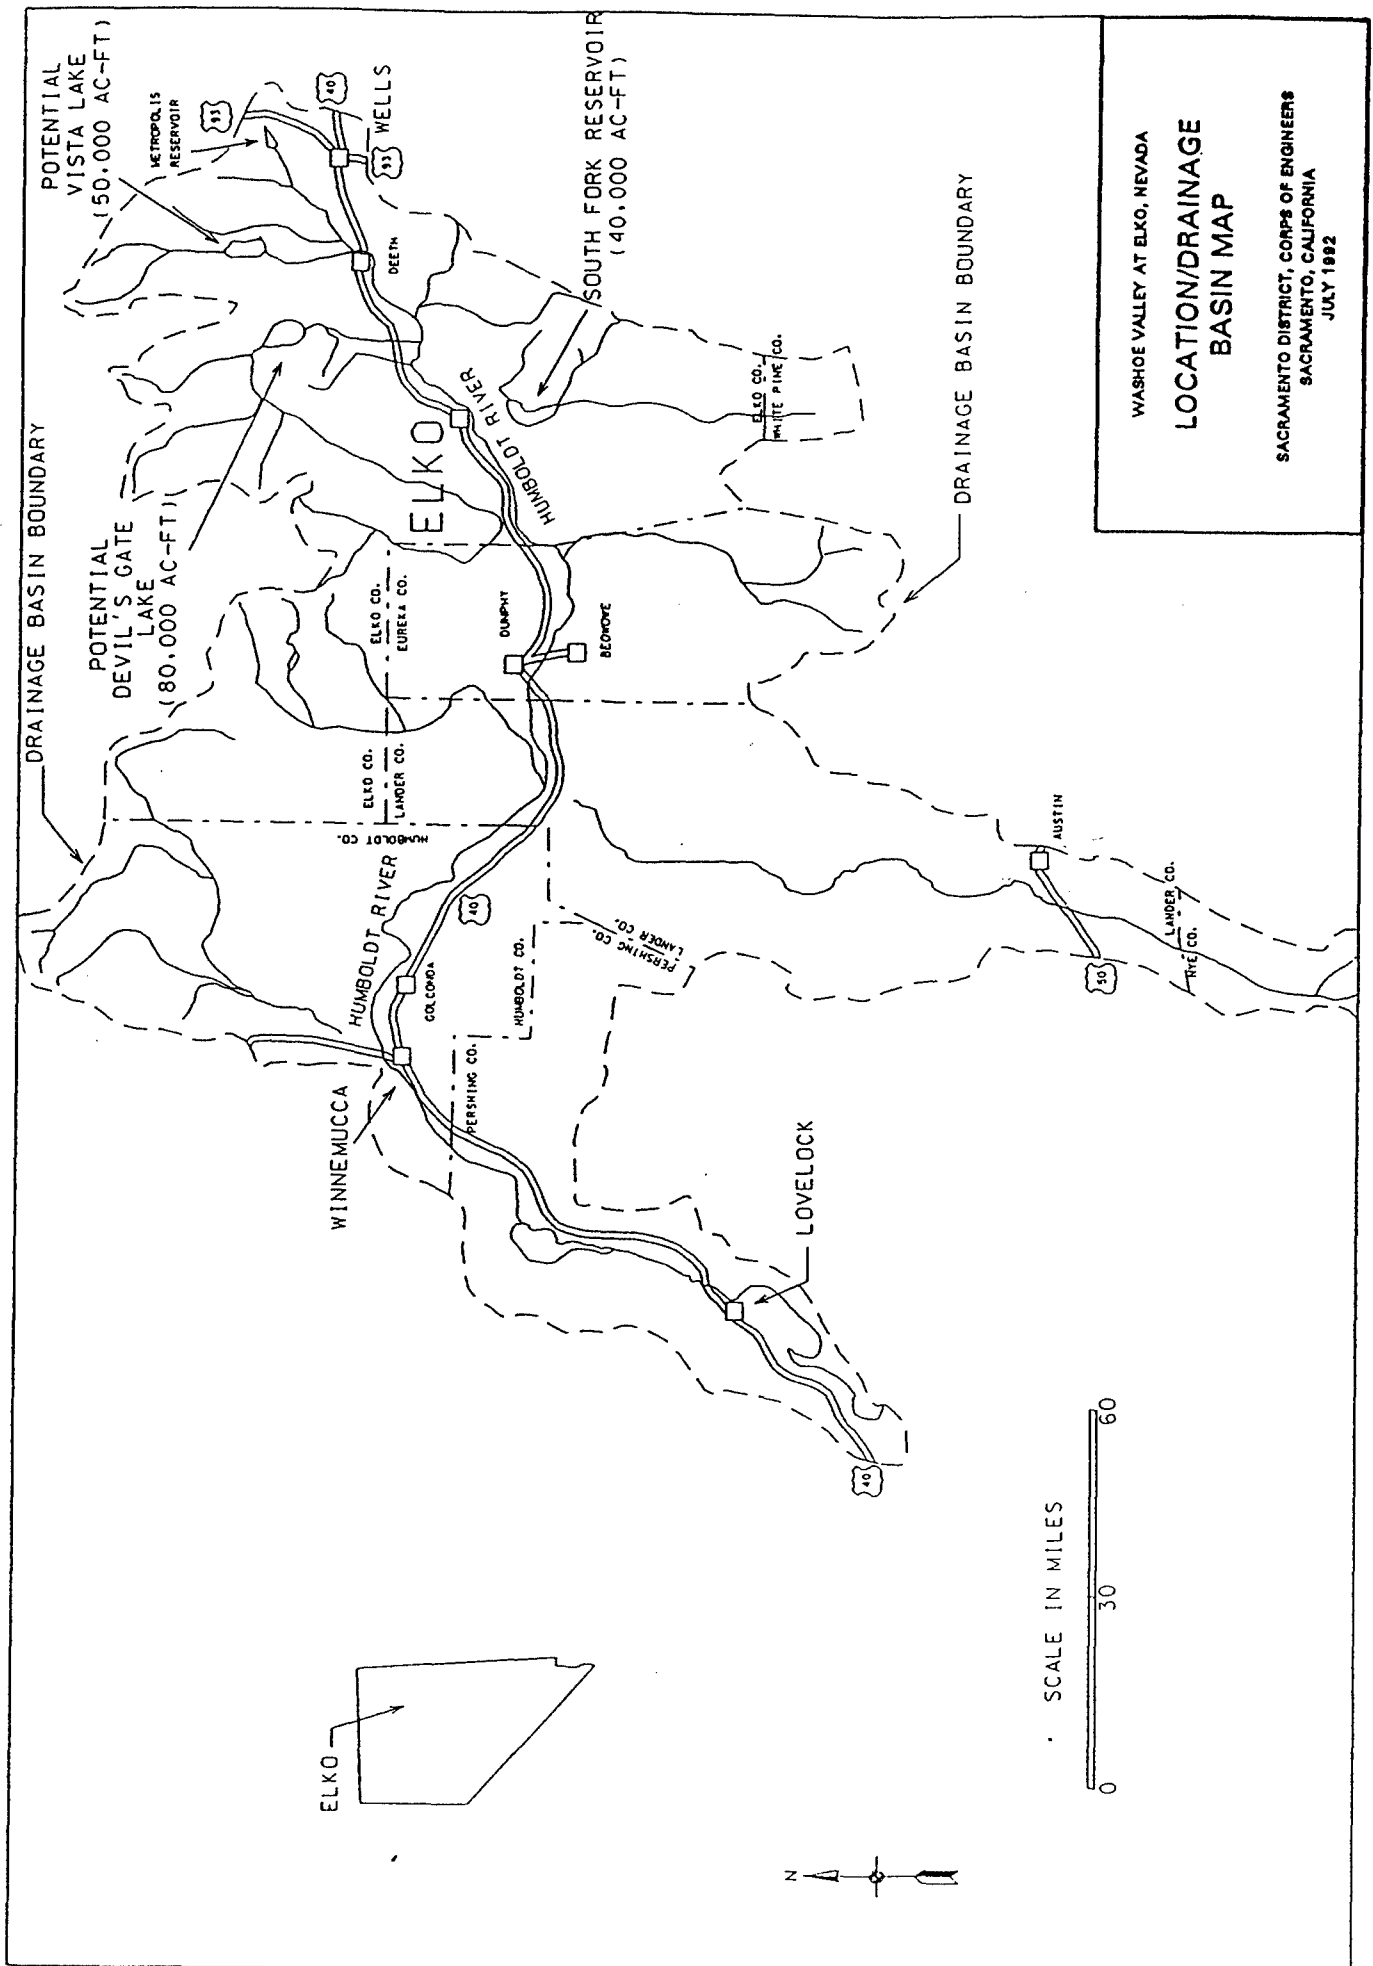 DRAINAGE BASIN BOUNDARY
POTENTIAL
DEVIL'S GATE
LAKE
(80,000 AC-FT)
POTENTIAL
VISTA LAKE
(50,000 AC-FT)
METROPOLIS
RESERVOIR
93
40
WELLS
93
DEETH
SOUTH FORK RESERVOIR
(40,000 AC-FT)
ELKO
HUMBOLDT RIVER
ELKO CO.
WHITE PINE CO.
DRAINAGE BASIN BOUNDARY
ELKO CO.
EUREKA CO.
DUNPHY
BEOWOWE
ELKO CO.
LANDER CO.
HUMBOLDT CO.
HUMBOLDT RIVER
40
GOLCONDA
HUMBOLDT CO.
PERSHING CO.
LANDER CO.
PERSHING CO.
WINNEMUCCA
LOVELOCK
40
AUSTIN
50
LANDER CO.
NYE CO.
ELKO
N
SCALE IN MILES
0
30
60
WASHOE VALLEY AT ELKO, NEVADA
LOCATION/DRAINAGE
BASIN MAP
SACRAMENTO DISTRICT, CORPS OF ENGINEERS
SACRAMENTO, CALIFORNIA
JULY 1992